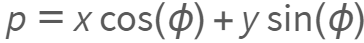 p = x cos(ϕ) + y sin(ϕ)